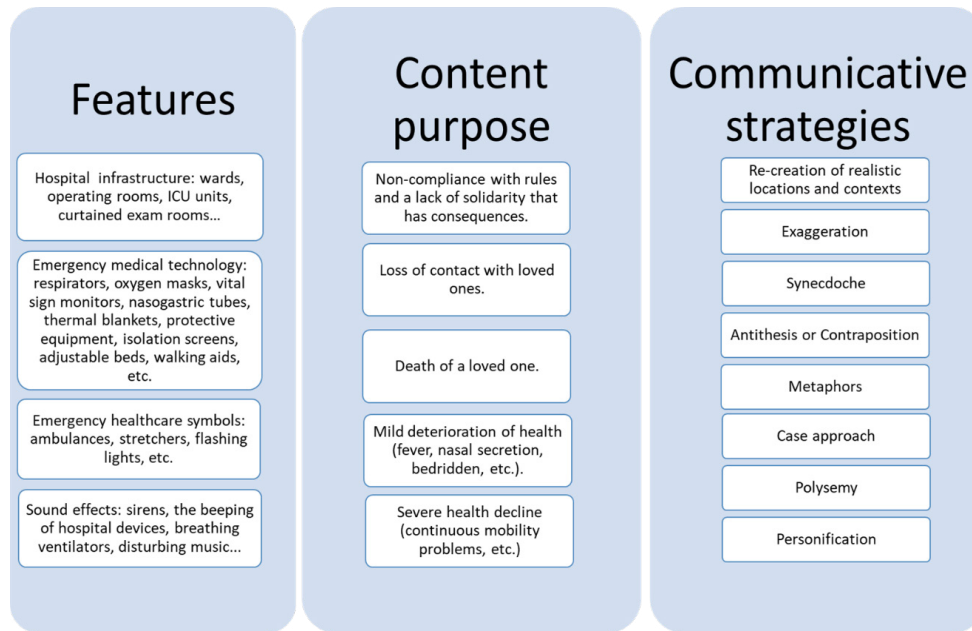 Features
Hospital infrastructure: wards,
operating rooms, ICU units,
curtained exam rooms...
Emergency medical technology:
respirators, oxygen masks, vital
sign monitors, nasogastric tubes,
thermal blankets, protective
equipment, isolation screens,
adjustable beds, walking aids,
etc.
Emergency healthcare symbols:
ambulances, stretchers, flashing
lights, etc.
Sound effects: sirens, the beeping
of hospital devices, breathing
ventilators, disturbing music...
Content
purpose
Non-compliance with rules
and a lack of solidarity that
has consequences.
Loss of contact with loved
ones.
Death of a loved one.
Mild deterioration of health
(fever, nasal secretion,
bedridden, etc.).
Severe health decline
(continuous mobility
problems, etc.)
Communicative
strategies
Re-creation of realistic
locations and contexts
Exaggeration
Synecdoche
Antithesis or Contraposition
Metaphors
Case approach
Polysemy
Personification